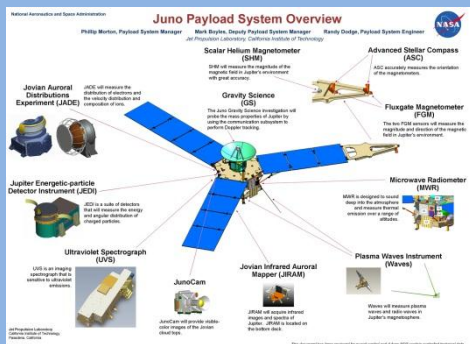 National Aeronautics and Space Administration
Juno Payload System Overview
NASA
Phillip Morton, Payload System Manager Mark Boyles, Deputy Payload System Manager Randy Dodge, Payload System Engineer
Jet Propulsion Laboratory, California Institute of Technology
Scalar Helium Magnetometer
(SHM)
SHM will measure the magnitude of the
magnetic field in Jupiter's environment
with great accuracy.
Advanced Stellar Compass
(ASC)
ASC accurately measures the orientation
of the magnetometers.
Jovian Auroral
Distributions
Experiment (JADE)
JADE will measure the
distribution of electrons and
the velocity distribution and
composition of ions.
Gravity Science
(GS)
The Juno Gravity Science investigation will
probe the mass properties of Jupiter by
using the communication subsystem to
perform Doppler tracking.
Fluxgate Magnetometer
(FGM)
The two FGM sensors will measure the
magnitude and direction of the magnetic
field in Jupiter's environment.
Jupiter Energetic-particle
Detector Instrument (JEDI)
JEDI is a suite of detectors
that will measure the energy
and angular distribution of
charged particles.
Microwave Radiometer
(MWR)
MWR is designed to sound
deep into the atmosphere
and measure thermal
emission over a range of
altitudes.
Ultraviolet Spectrograph
(UVS)
UVS is an imaging
spectrograph that is
sensitive to ultraviolet
emissions.
JunoCam
JunoCam will provide visible-
color images of the Jovian
cloud tops.
Jovian Infrared Auroral
Mapper (JIRAM)
JIRAM will acquire infrared
images and spectra of
Jupiter. JIRAM is located on
the bottom deck.
Plasma Waves Instrument
(Waves)
Waves will measure plasma
waves and radio waves in
Jupiter's magnetosphere.
Jet Propulsion Laboratory,
California Institute of Technology,
Pasadena, California